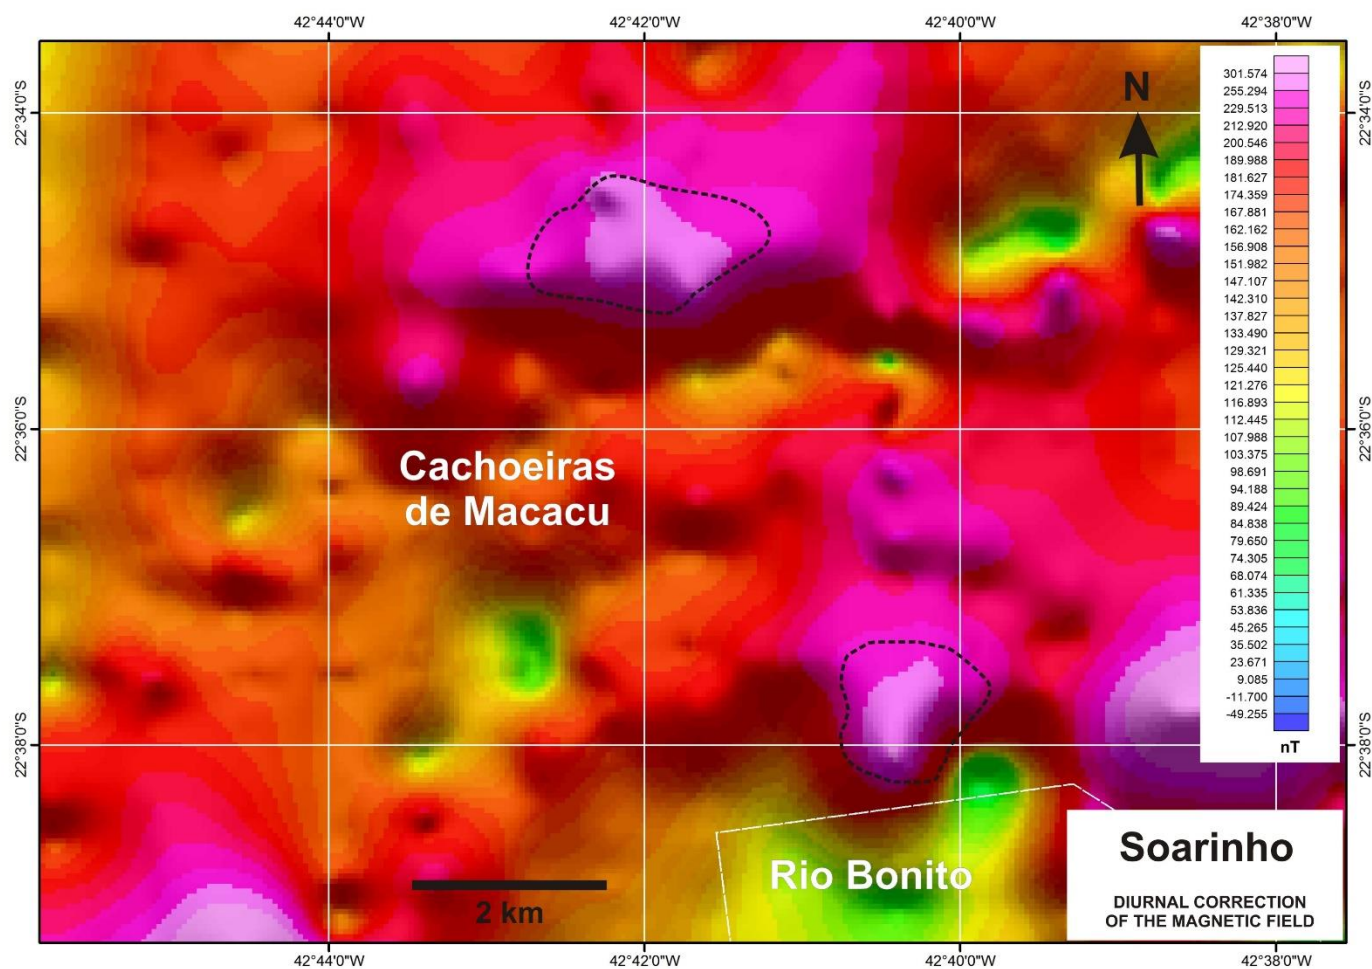 42°44'0"W 42°42'0"W 42°40'0"W 42°38'0"W
22°34'0"S
22°34'0"S
N
301.574
255.294
229.513
212.920
200.546
189.988
181.627
174.359
167.881
162.162
156.908
151.982
147.107
142.310
137.827
133.490
129.321
125.440
121.276
116.893
112.445
107.988
103.375
98.691
94.188
89.424
84.838
79.650
74.305
68.074
61.335
53.836
45.265
35.502
23.671
9.085
-11.700
-49.255
nT
22°36'0"S
22°36'0"S
Cachoeiras
de Macacu
22°38'0"S
22°38'0"S
Rio Bonito
2 km
Soarinho
DIURNAL CORRECTION
OF THE MAGNETIC FIELD
42°44'0"W 42°42'0"W 42°40'0"W 42°38'0"W